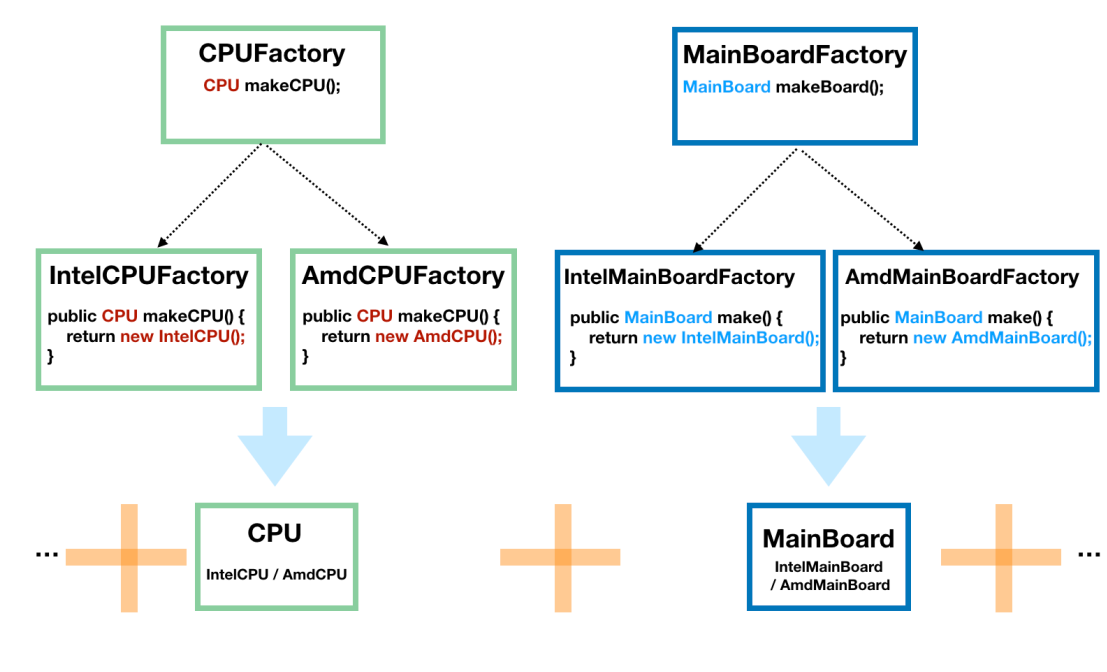 CPUFactory
CPU makeCPU();
MainBoardFactory
MainBoard makeBoard();
IntelCPUFactory
public CPU makeCPU() {
return new IntelCPU();
}
AmdCPUFactory
public CPU makeCPU() {
return new AmdCPU();
}
IntelMainBoardFactory
public MainBoard make() {
return new IntelMainBoard();
}
AmdMainBoardFactory
public MainBoard make() {
return new AmdMainBoard();
}
...
CPU
IntelCPU / AmdCPU
MainBoard
IntelMainBoard
/ AmdMainBoard
...